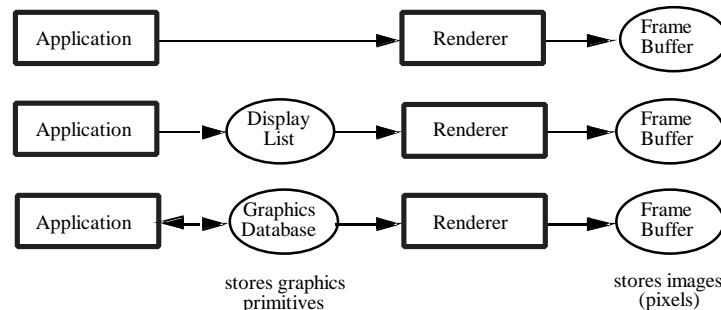 Application
Renderer
Frame
Buffer
Application
Display
List
Renderer
Frame
Buffer
Application
Graphics
Database
Renderer
Frame
Buffer
stores graphics
primitives
stores images
(pixels)